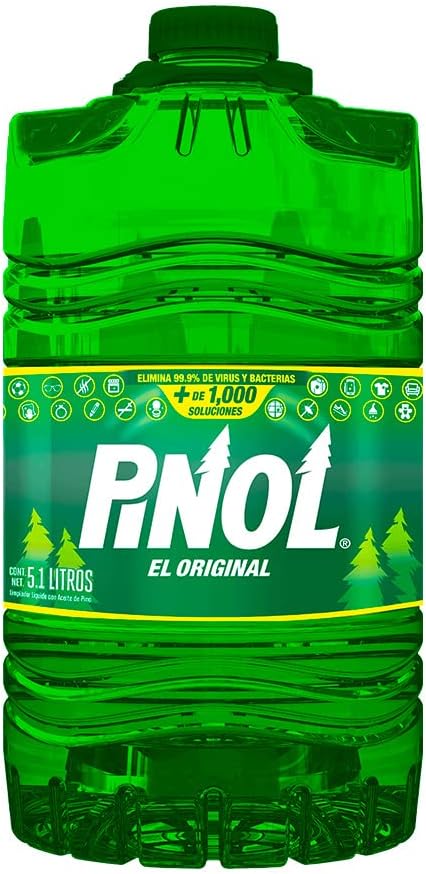 ELIMINA 99.9% DE VIRUS Y BACTERIAS
+ DE 1,000
SOLUCIONES
PINOL®
EL ORIGINAL
CONT.
NET. 5.1 LITROS
Limpiador Líquido con Aceite de Pino